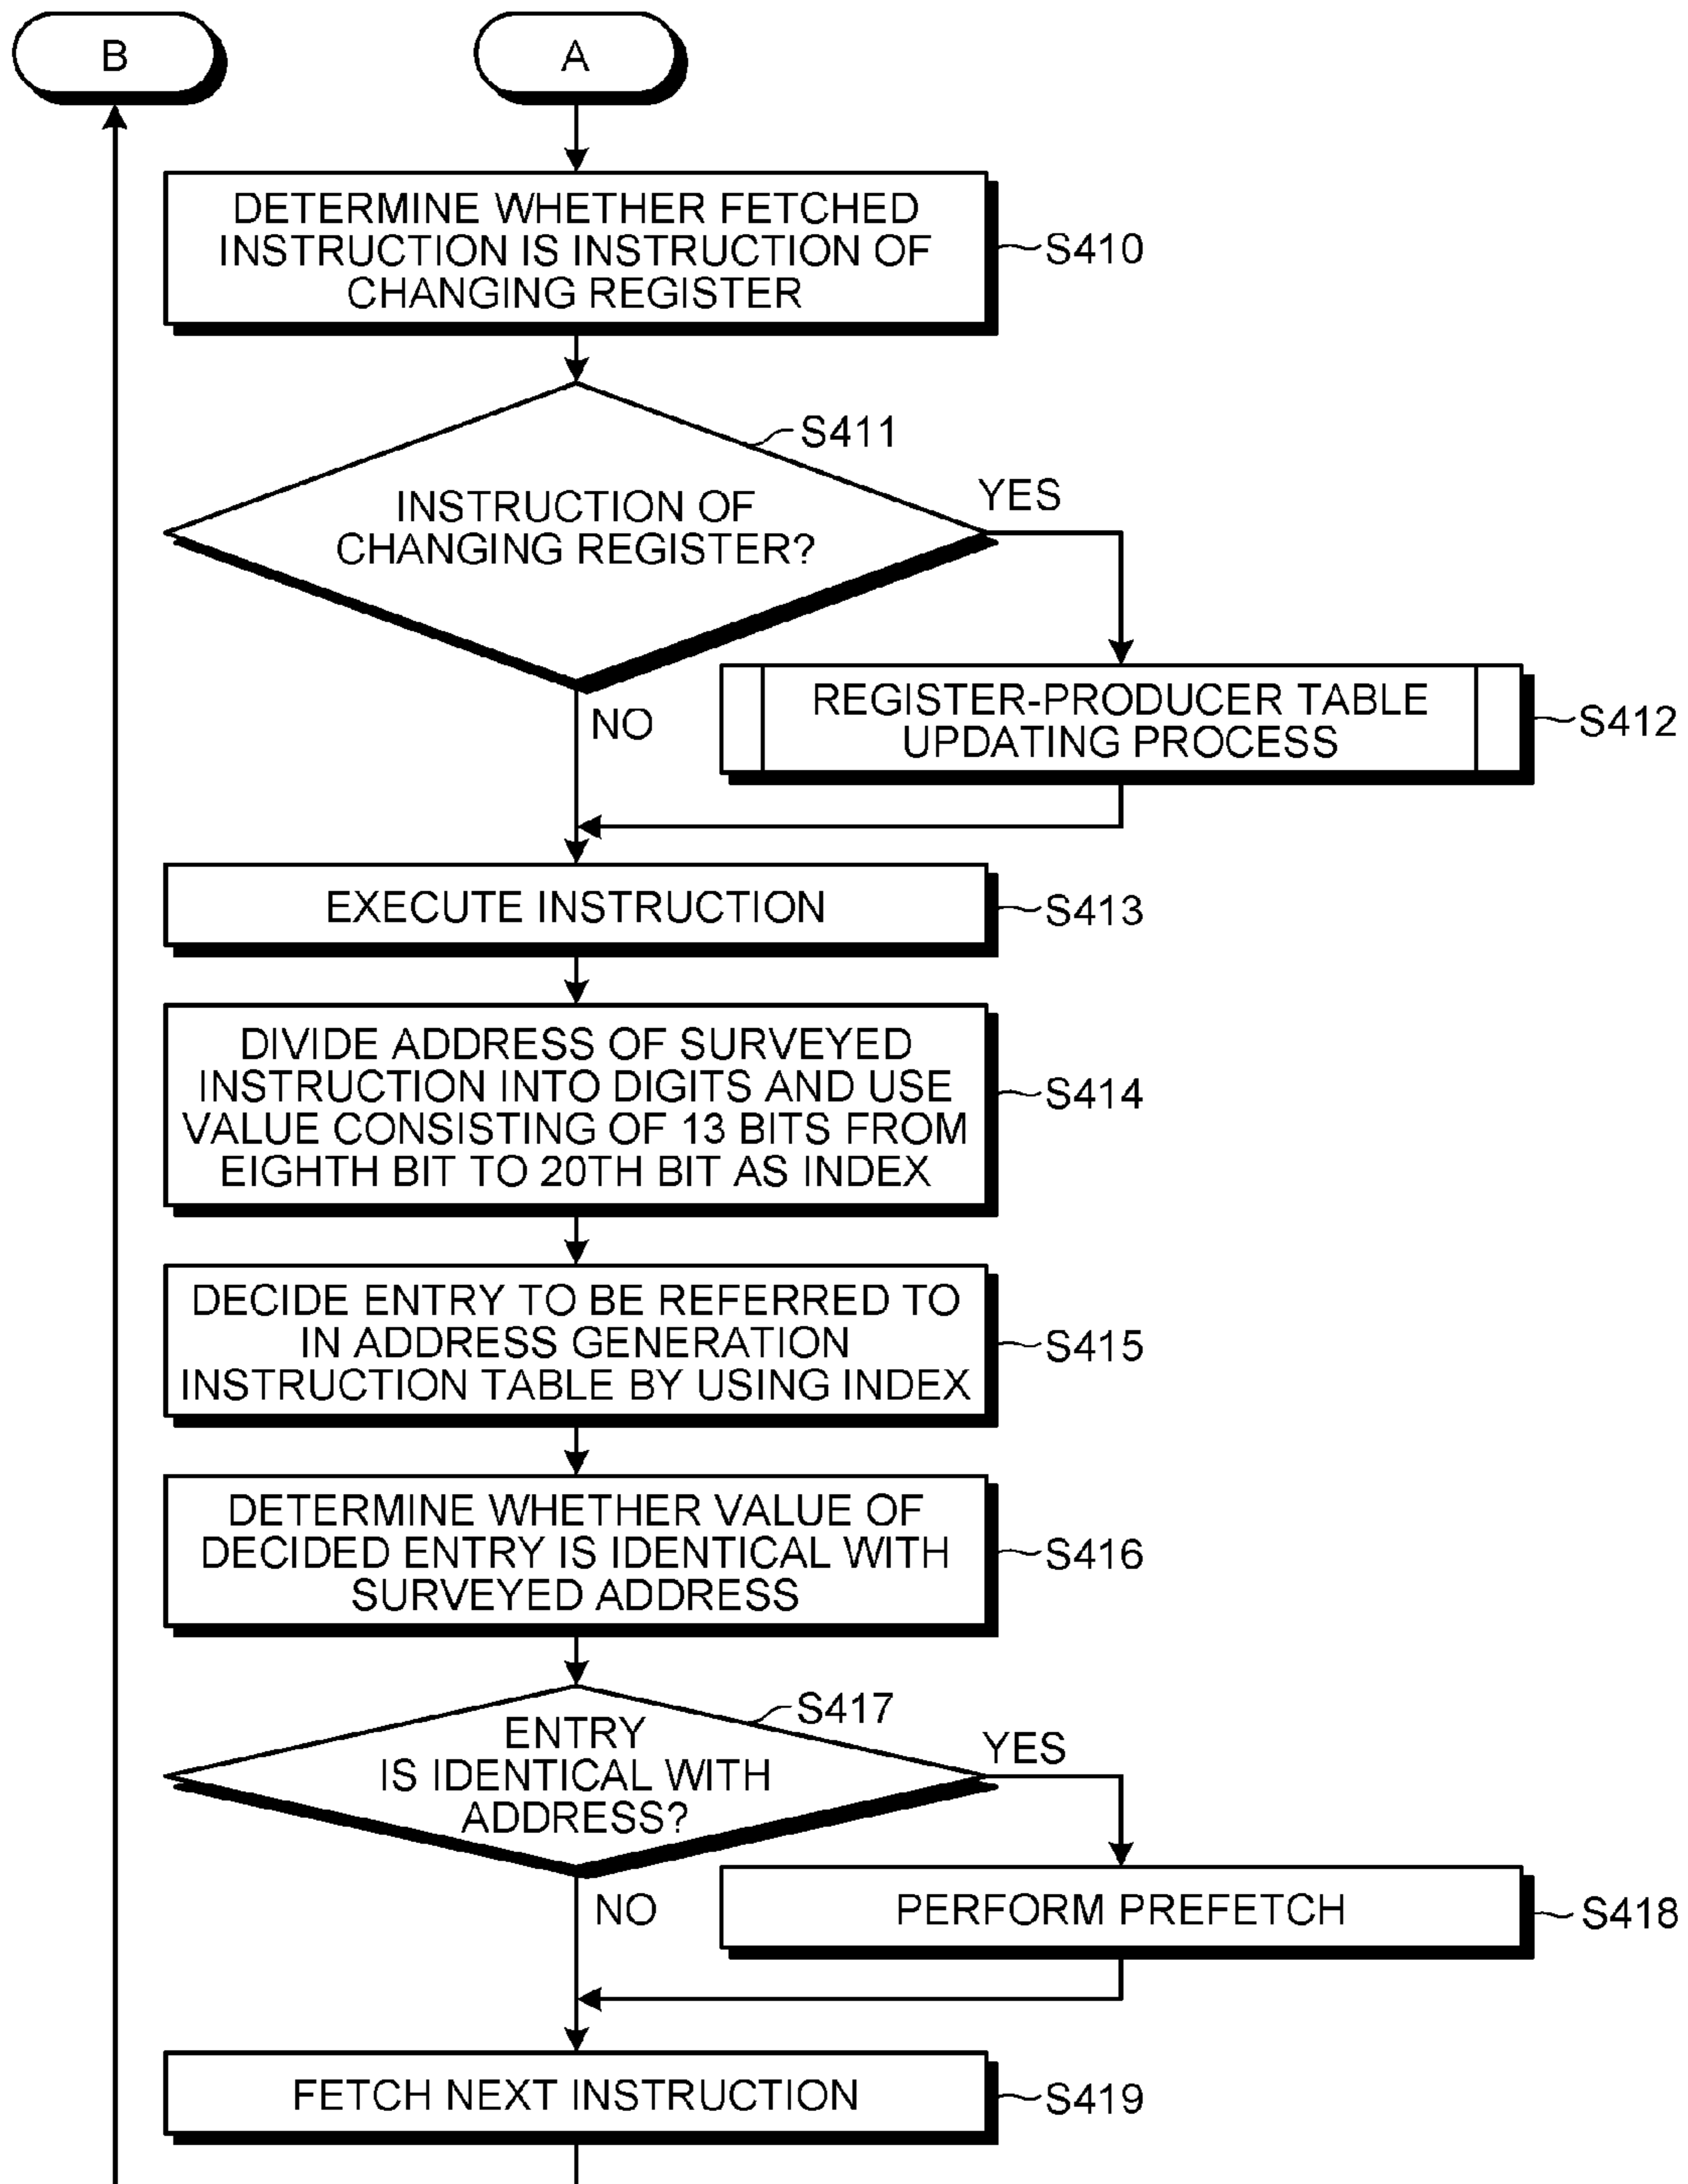 B
A
DETERMINE WHETHER FETCHED
INSTRUCTION IS INSTRUCTION OF
CHANGING REGISTER
S410
S411
INSTRUCTION OF
CHANGING REGISTER?
YES
NO
REGISTER-PRODUCER TABLE
UPDATING PROCESS
S412
EXECUTE INSTRUCTION
S413
DIVIDE ADDRESS OF SURVEYED
INSTRUCTION INTO DIGITS AND USE
VALUE CONSISTING OF 13 BITS FROM
EIGHTH BIT TO 20TH BIT AS INDEX
S414
DECIDE ENTRY TO BE REFERRED TO
IN ADDRESS GENERATION
INSTRUCTION TABLE BY USING INDEX
S415
DETERMINE WHETHER VALUE OF
DECIDED ENTRY IS IDENTICAL WITH
SURVEYED ADDRESS
S416
S417
ENTRY
IS IDENTICAL WITH
ADDRESS?
YES
NO
PERFORM PREFETCH
S418
FETCH NEXT INSTRUCTION
S419